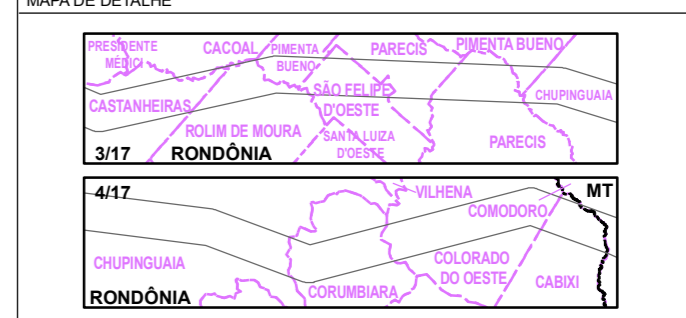 MAPA DE DETALHE
PRESIDENTE
MÉDICI
CACOAL
PIMENTA
BUENO
PARECIS
PIMENTA BUENO
CASTANHEIRAS
SÃO FELIPE
D'OESTE
CHUPINGUAIA
ROLIM DE MOURA
SANTA LUIZA
D'OESTE
PARECIS
3/17 RONDÔNIA
4/17
VILHENA
MT
COMODORO
CHUPINGUAIA
COLORADO
DO OESTE
CABIXI
CORUMBIARA
RONDÔNIA